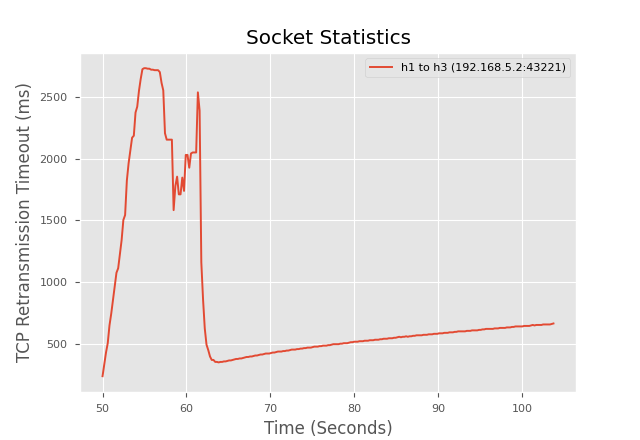 Socket Statistics
h1 to h3 (192.168.5.2:43221)
TCP Retransmission Timeout (ms)
2500
2000
1500
1000
500
50 60 70 80 90 100
Time (Seconds)